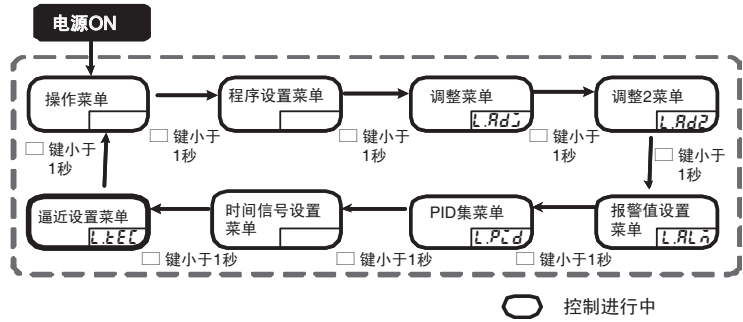 电源ON
操作菜单
程序设置菜单
调整菜单
L.AdJ
调整2菜单
L.Ad2
键小于
1秒
键小于
1秒
键小于
1秒
键小于
1秒
键小于
1秒
逼近设置菜单
L.tEC
时间信号设置
菜单
PID集菜单
L.Pid
报警值设置
菜单
L.ALm
键小于1秒
键小于1秒
键小于1秒
控制进行中